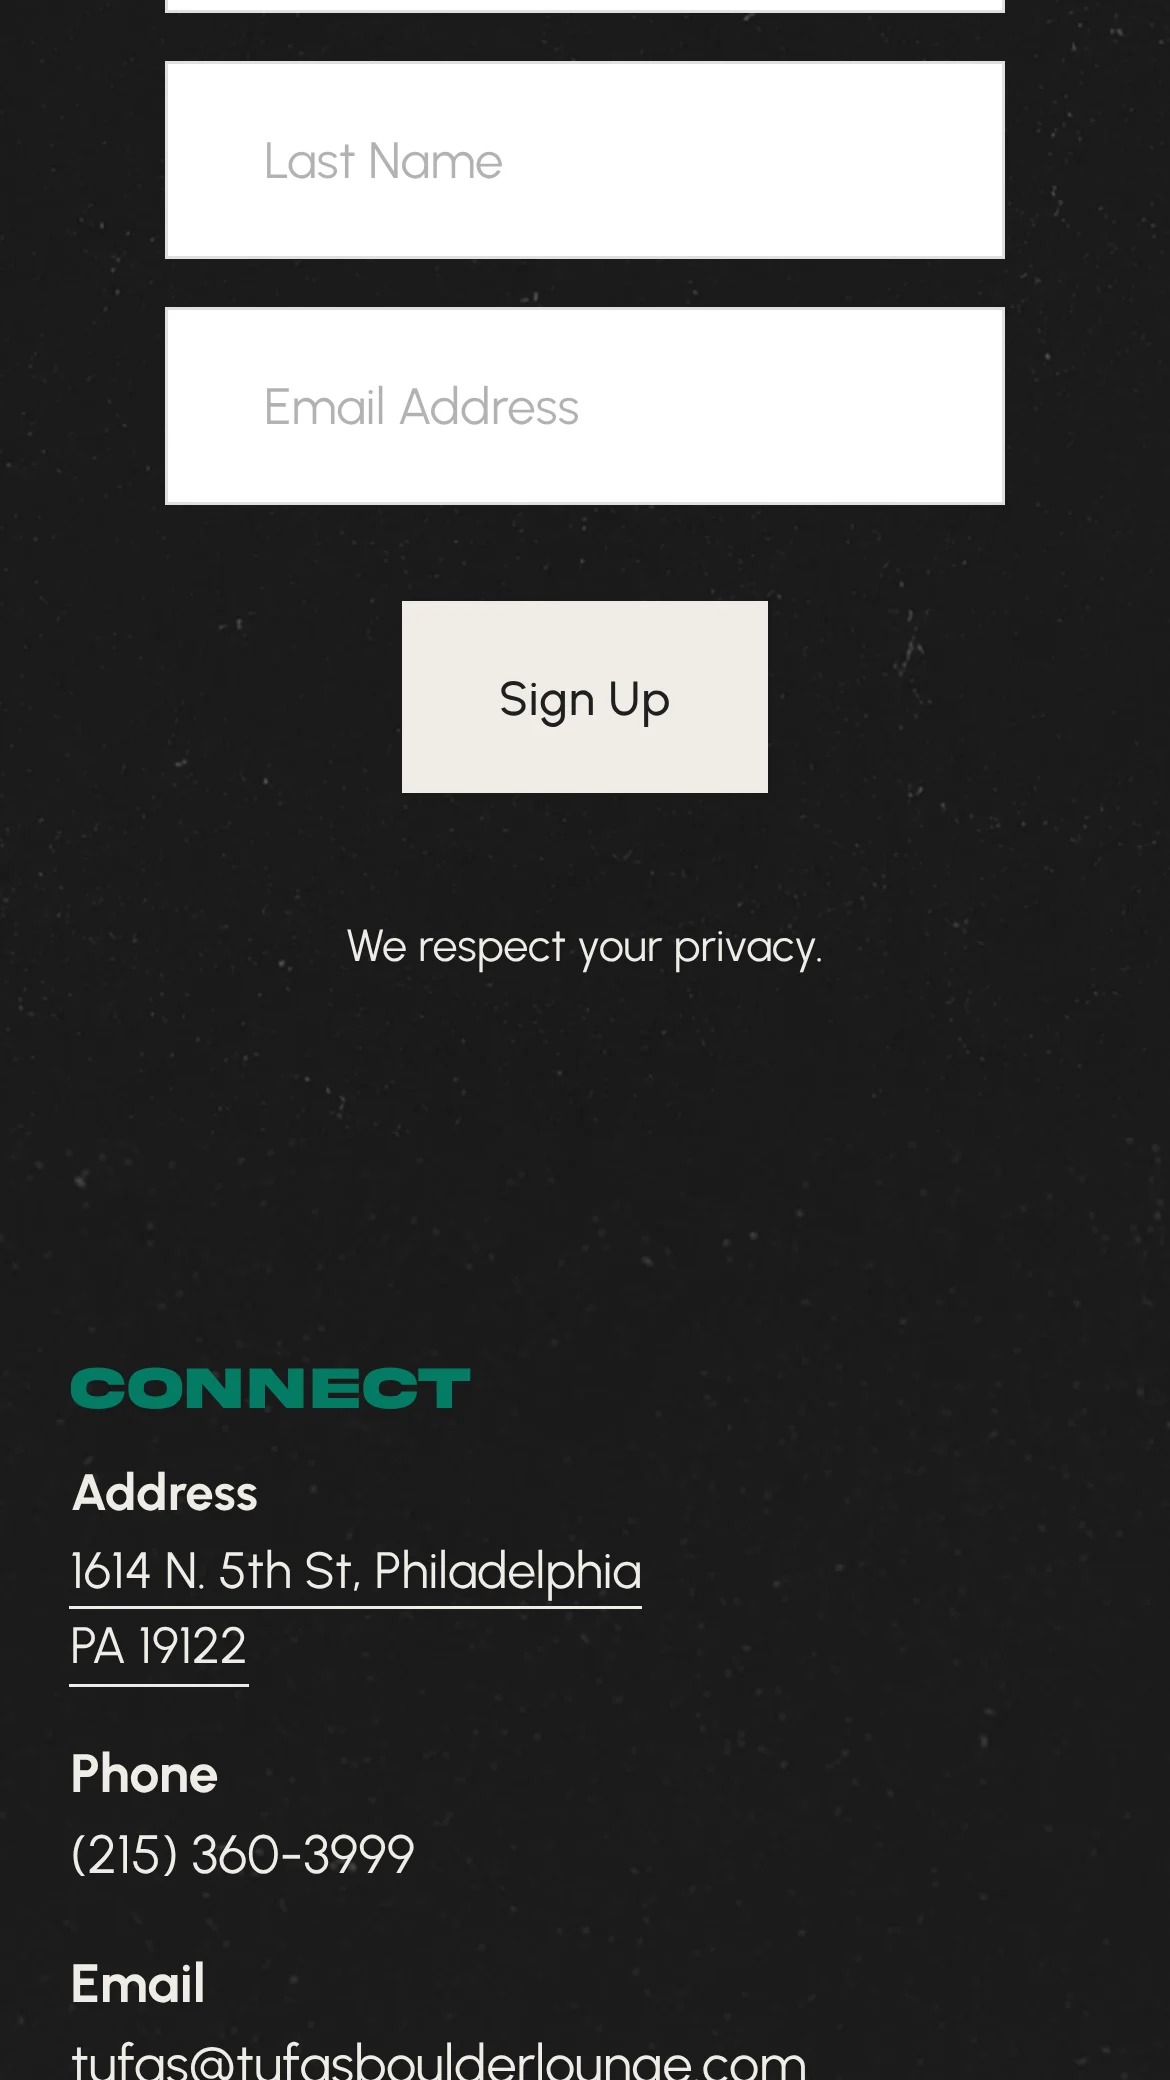 Last Name
Email Address
Sign Up
We respect your privacy.
CONNECT
Address
1614 N. 5th St, Philadelphia
PA 19122
Phone
(215) 360-3999
Email
tufas@tufasboulderlounge.com